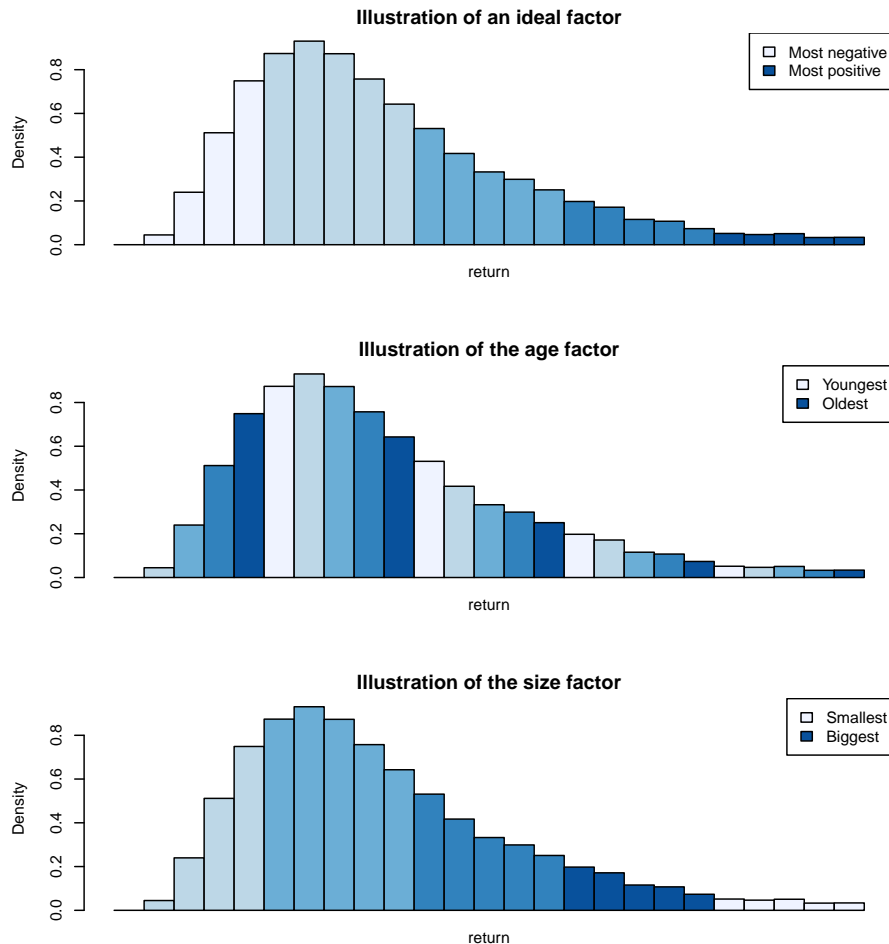 Illustration of an ideal factor
Most negative
Most positive
Density
0.8
0.6
0.4
0.2
0.0
return
Illustration of the age factor
Youngest
Oldest
Density
0.8
0.6
0.4
0.2
0.0
return
Illustration of the size factor
Smallest
Biggest
Density
0.8
0.6
0.4
0.2
0.0
return